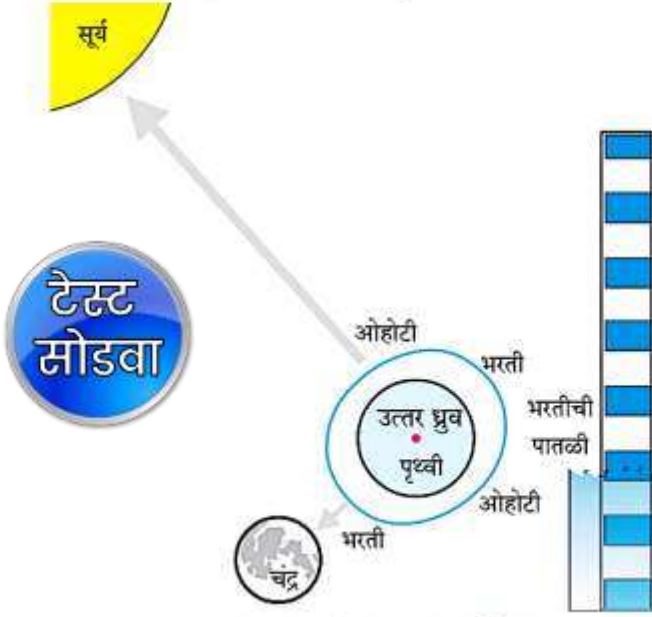 सूर्य
टेस्ट
सोडवा
ओहोटी
भरती
उत्तर ध्रुव
पृथ्वी
भरतीची
पातळी
ओहोटी
भरती
चंद्र